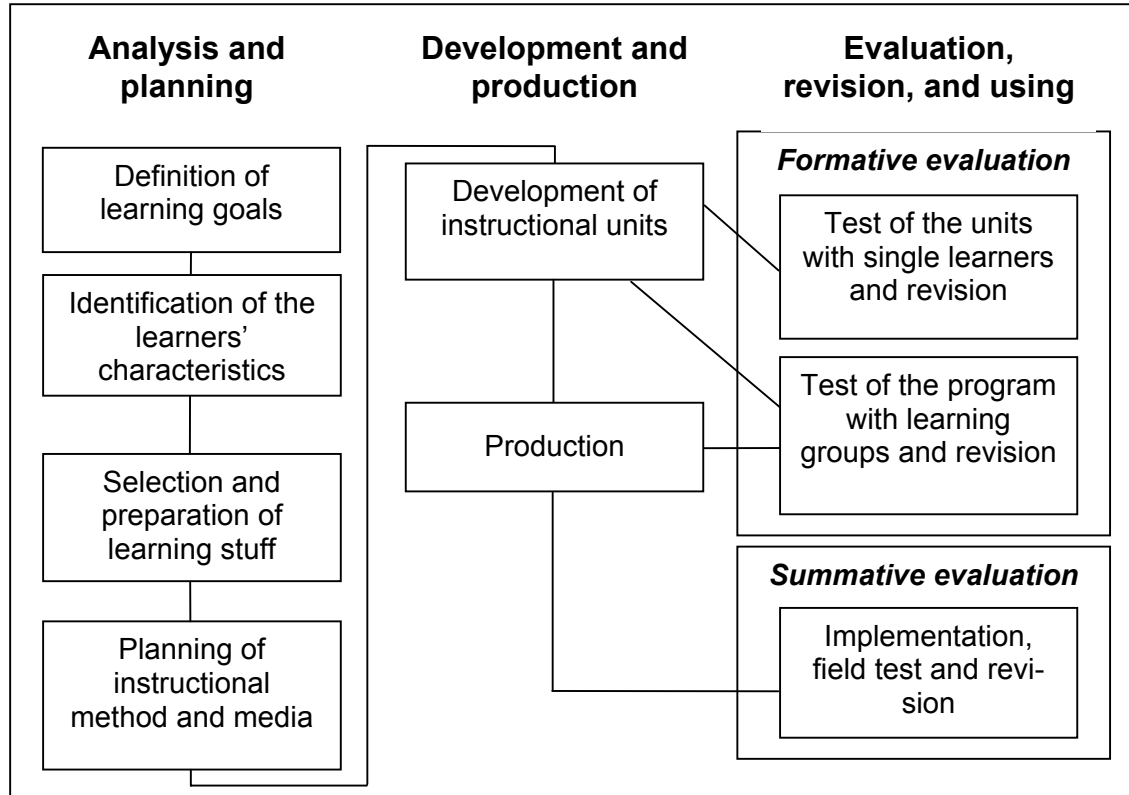 Analysis and
planning
Definition of
learning goals
Identification of the
learners’
characteristics
Selection and
preparation of
learning stuff
Planning of
instructional
method and media
Development and
production
Development of
instructional units
Production
Evaluation,
revision, and using
Formative evaluation
Test of the units
with single learners
and revision
Test of the program
with learning
groups and revision
Summative evaluation
Implementation,
field test and revi-
sion